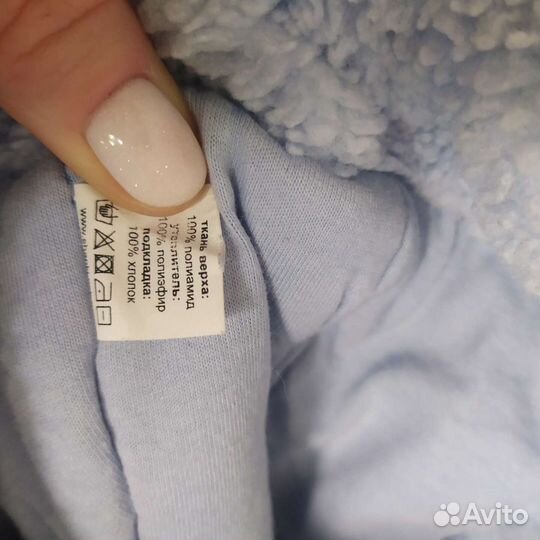 ткань верха:
100% полиамид
утеплитель:
100% полиэфир
подкладка:
100% хлопок
Avito